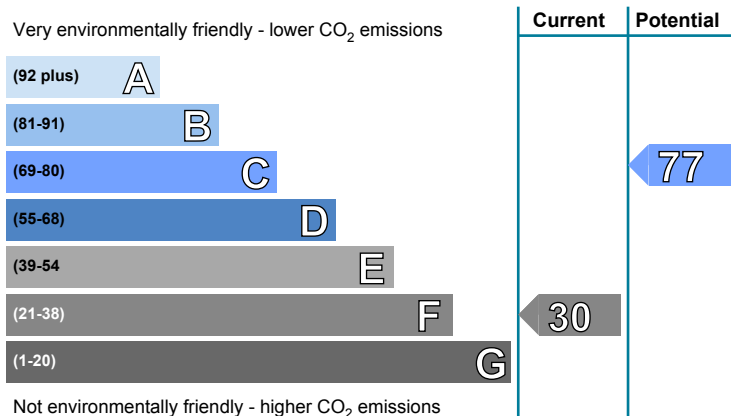 Very environmentally friendly - lower CO2 emissions
Current
Potential
(92 plus) A
(81-91) B
(69-80) C
77
(55-68) D
(39-54 E
(21-38) F
30
(1-20) G
Not environmentally friendly - higher CO2 emissions